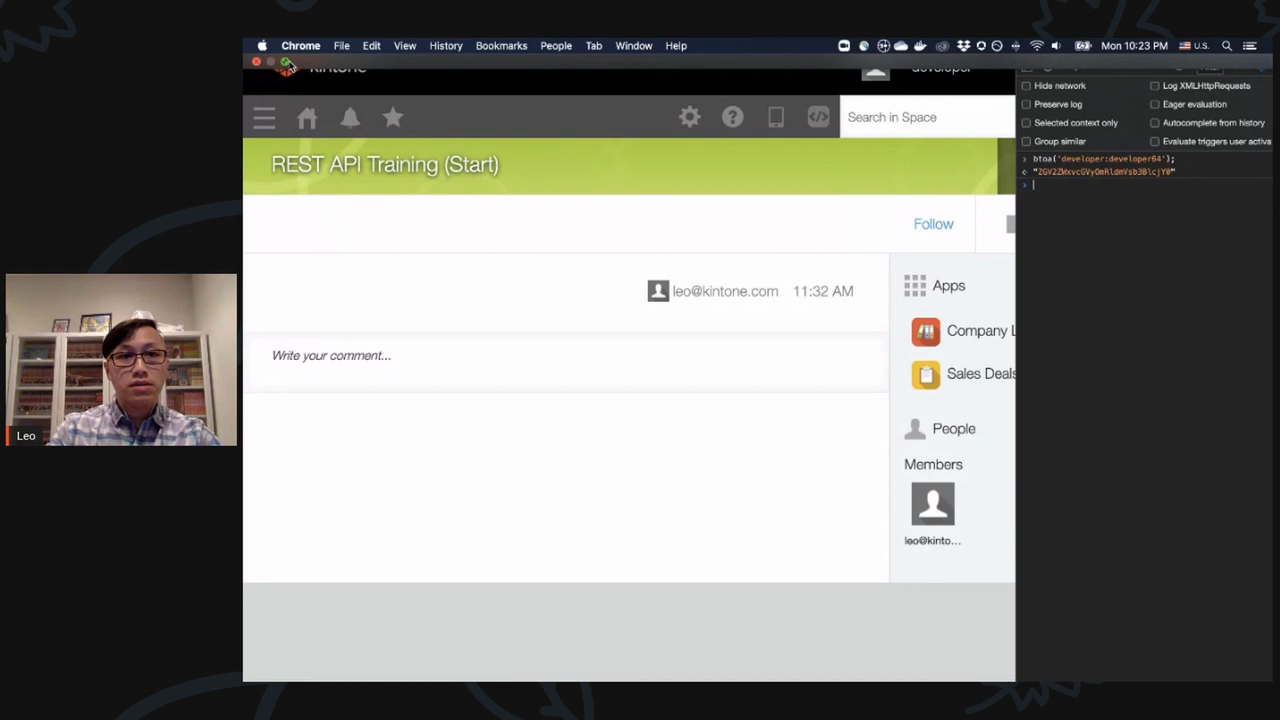 Chrome File Edit View History Bookmarks People Tab Window Help
Mon 10:23 PM U.S.
kintone
developer
Search in Space
REST API Training (Start)
Follow
leo@kintone.com 11:32 AM
Write your comment...
Apps
Company L
Sales Deals
People
Members
leo@kinto...
Hide network Log XMLHttpRequests
Preserve log Eager evaluation
Selected context only Autocomplete from history
Group similar Evaluate triggers user activa
btoa('developer:developer64');
Leo